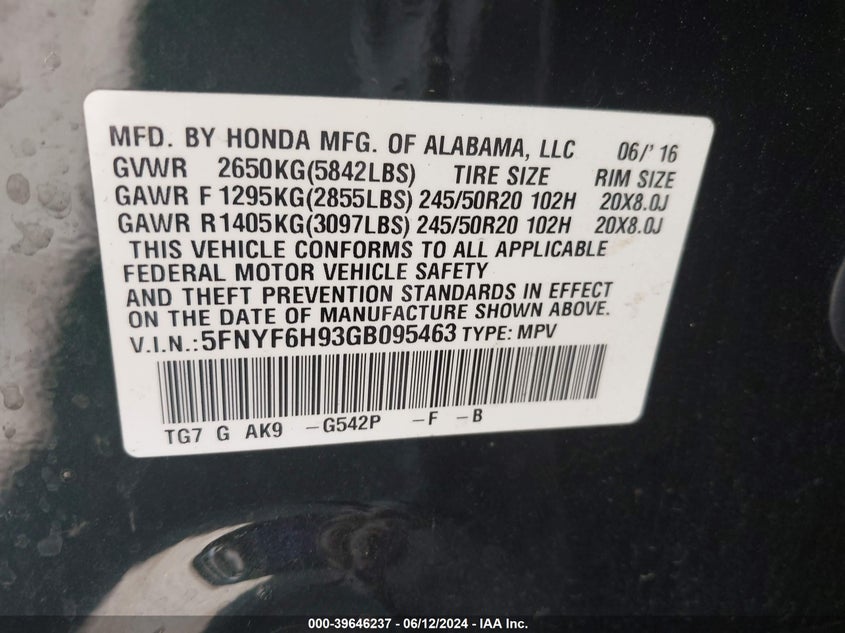 MFD. BY HONDA MFG. OF ALABAMA, LLC 06/'16
GVWR 2650KG(5842LBS) TIRE SIZE RIM SIZE
GAWR F 1295KG(2855LBS) 245/50R20 102H 20X8.0J
GAWR R1405KG(3097LBS) 245/50R20 102H 20X8.0J
THIS VEHICLE CONFORMS TO ALL APPLICABLE
FEDERAL MOTOR VEHICLE SAFETY
AND THEFT PREVENTION STANDARDS IN EFFECT
ON THE DATE OF MANUFACTURE SHOWN ABOVE.
V.I.N.:5FNYF6H93GB095463 TYPE: MPV
TG7 G AK9 -G542P -F -B
000-39646237 - 06/12/2024 - IAA Inc.